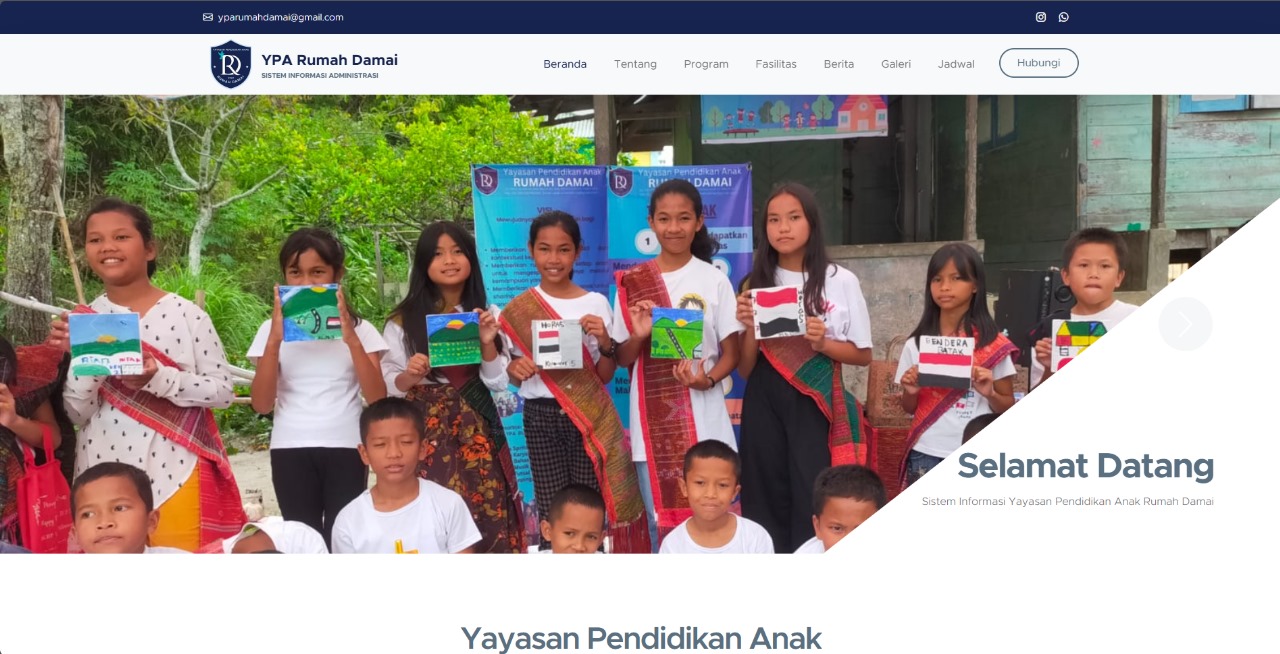 yparumahdamai@gmail.com
YPA Rumah Damai
SISTEM INFORMASI ADMINISTRASI
Beranda
Tentang
Program
Fasilitas
Berita
Galeri
Jadwal
Hubungi
Yayasan Pendidikan Anak
RUMAH DAMAI
Yayasan Pendidikan Anak
RUMAH DAMAI
VISI
1
HORAS
BENDERA
BATAK
Selamat Datang
Sistem Informasi Yayasan Pendidikan Anak Rumah Damai
Yayasan Pendidikan Anak